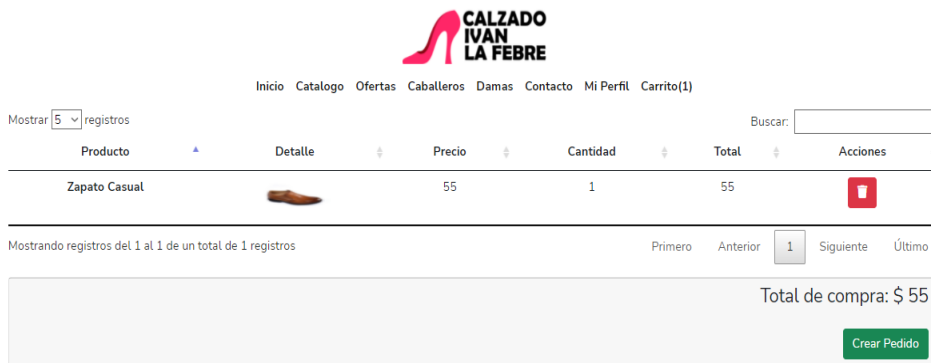 CALZADO
IVAN
LA FEBRE
Inicio Catalogo Ofertas Caballeros Damas Contacto Mi Perfil Carrito(1)
Mostrar 5 registros Buscar:
Producto Detalle Precio Cantidad Total Acciones
Zapato Casual 55 1 55
Mostrando registros del 1 al 1 de un total de 1 registros Primero Anterior 1 Siguiente Último
Total de compra: $ 55
Crear Pedido